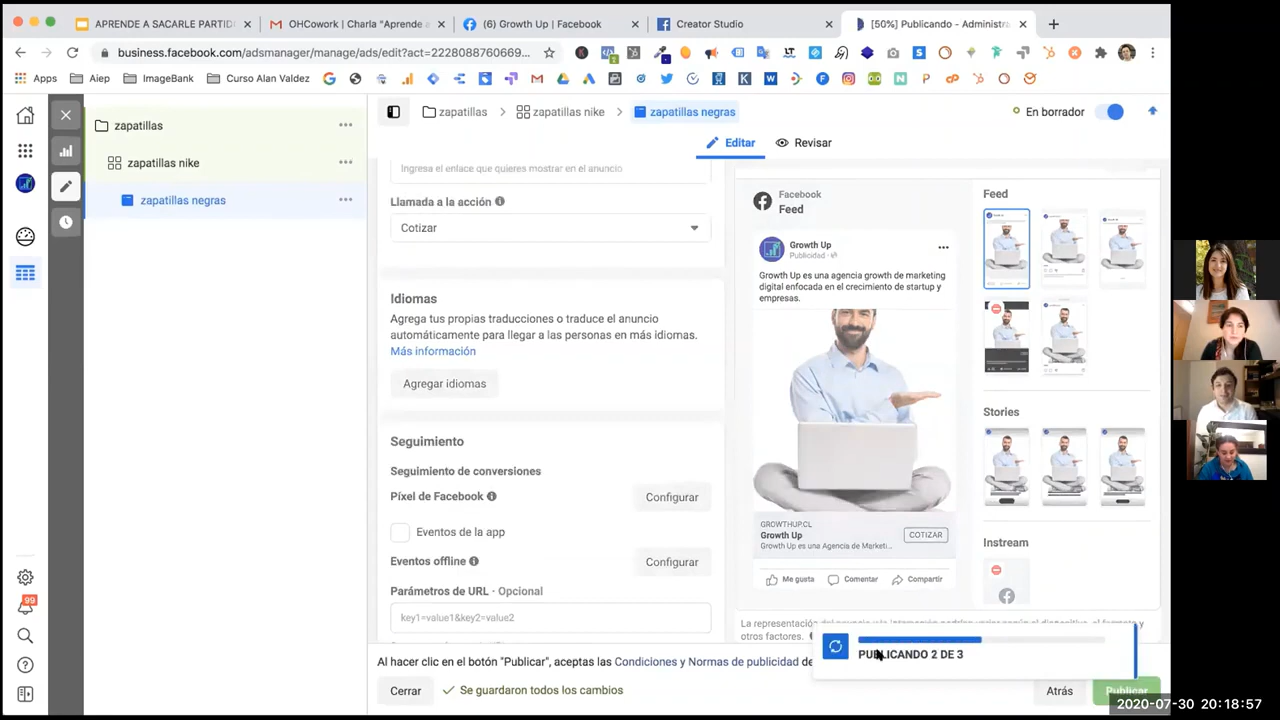 APRENDE A SACARLE PARTID
OHCowork | Charla "Aprende a
(6) Growth Up | Facebook
Creator Studio
[50%] Publicando - Administra
business.facebook.com/adsmanager/manage/ads/edit?act=2228088760669...
Apps
Aiep
ImageBank
Curso Alan Valdez
zapatillas
zapatillas nike
zapatillas negras
zapatillas
zapatillas nike
zapatillas negras
En borrador
Editar
Revisar
Ingresa el enlace que quieres mostrar en el anuncio
Llamada a la acción
Cotizar
Idiomas
Agrega tus propias traducciones o traduce el anuncio
automáticamente para llegar a las personas en más idiomas.
Más información
Agregar idiomas
Seguimiento
Seguimiento de conversiones
Píxel de Facebook
Configurar
Eventos de la app
Eventos offline
Configurar
Parámetros de URL · Opcional
key1=value1&key2=value2
Facebook
Feed
Growth Up
Publicidad ·
Growth Up es una agencia growth de marketing
digital enfocada en el crecimiento de startup y
empresas.
GROWTHUP.CL
Growth Up
Growth Up es una Agencia de Marketi...
COTIZAR
Me gusta
Comentar
Compartir
Feed
Stories
Instream
otros factores.
PUBLICANDO 2 DE 3
Al hacer clic en el botón "Publicar", aceptas las Condiciones y Normas de publicidad de
Cerrar
Se guardaron todos los cambios
Atrás
Publicar
99
2020-07-30 20:18:57